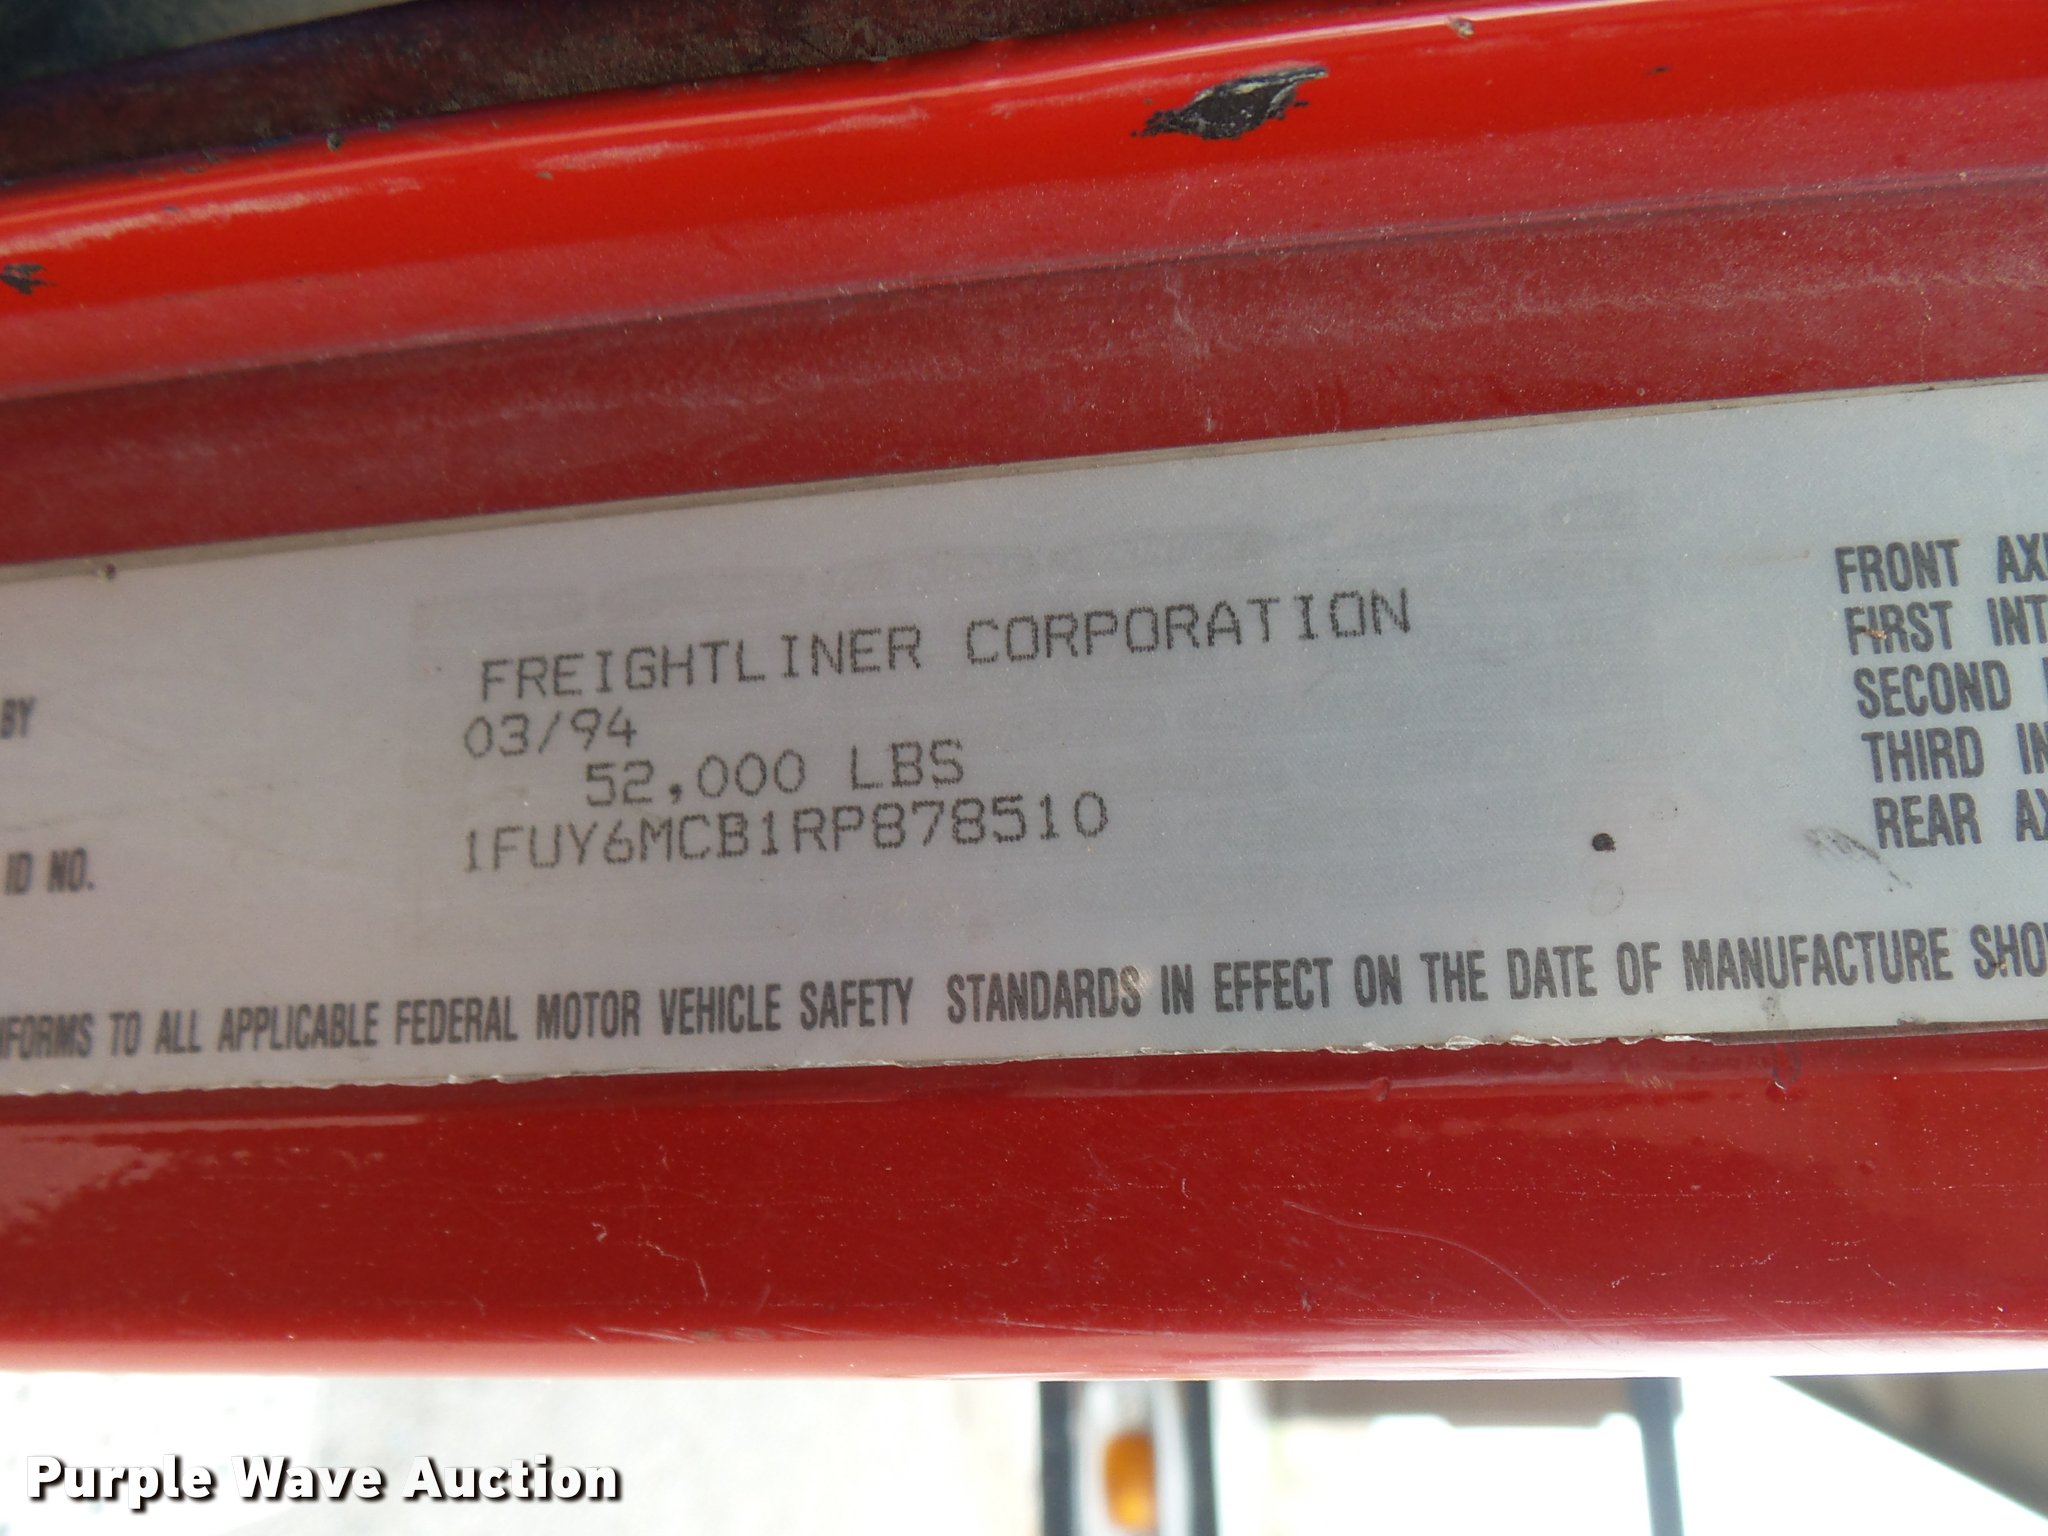 FREIGHTLINER CORPORATION
BY
03/94
52,000 LBS
ID NO.
1FUY6MCB1RP878510
FRONT AX
FIRST INT
SECOND
THIRD IN
REAR AX
NFORMS TO ALL APPLICABLE FEDERAL MOTOR VEHICLE SAFETY STANDARDS IN EFFECT ON THE DATE OF MANUFACTURE SHO
Purple Wave Auction